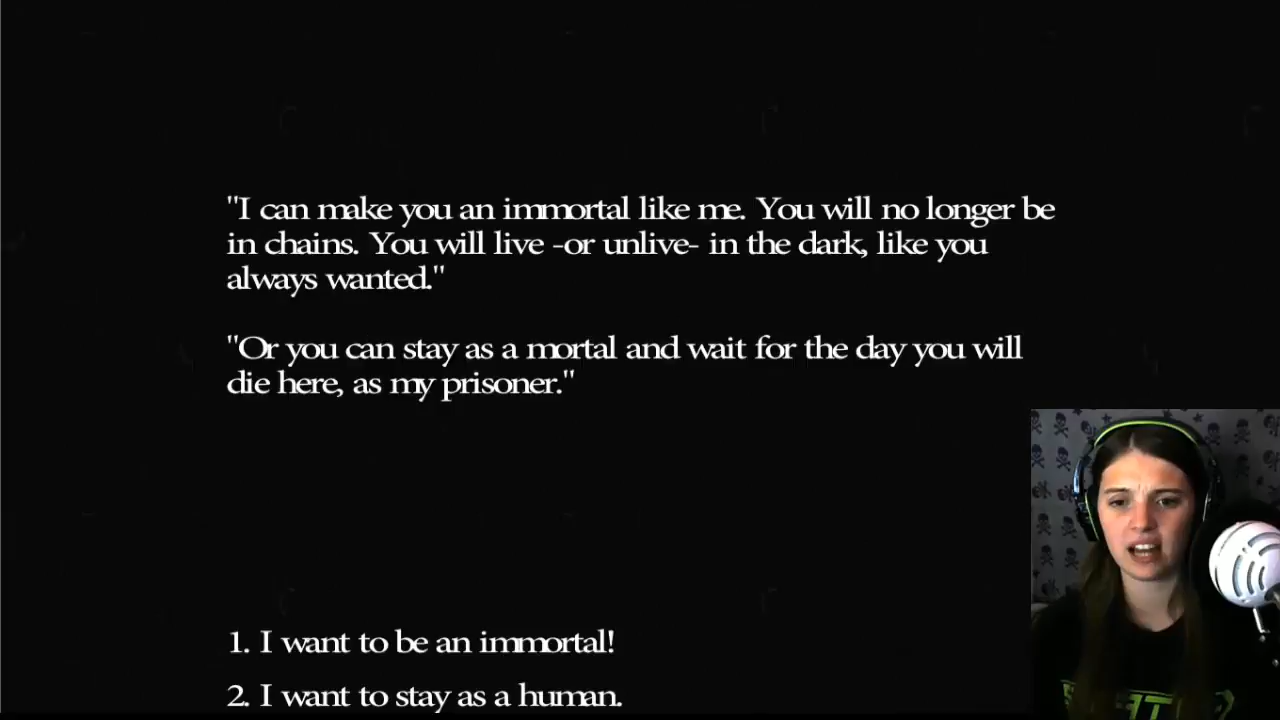 "I can make you an immortal like me. You will no longer be
in chains. You will live -or unlive- in the dark, like you
always wanted."
"Or you can stay as a mortal and wait for the day you will
die here, as my prisoner."
1. I want to be an immortal!
2. I want to stay as a human.